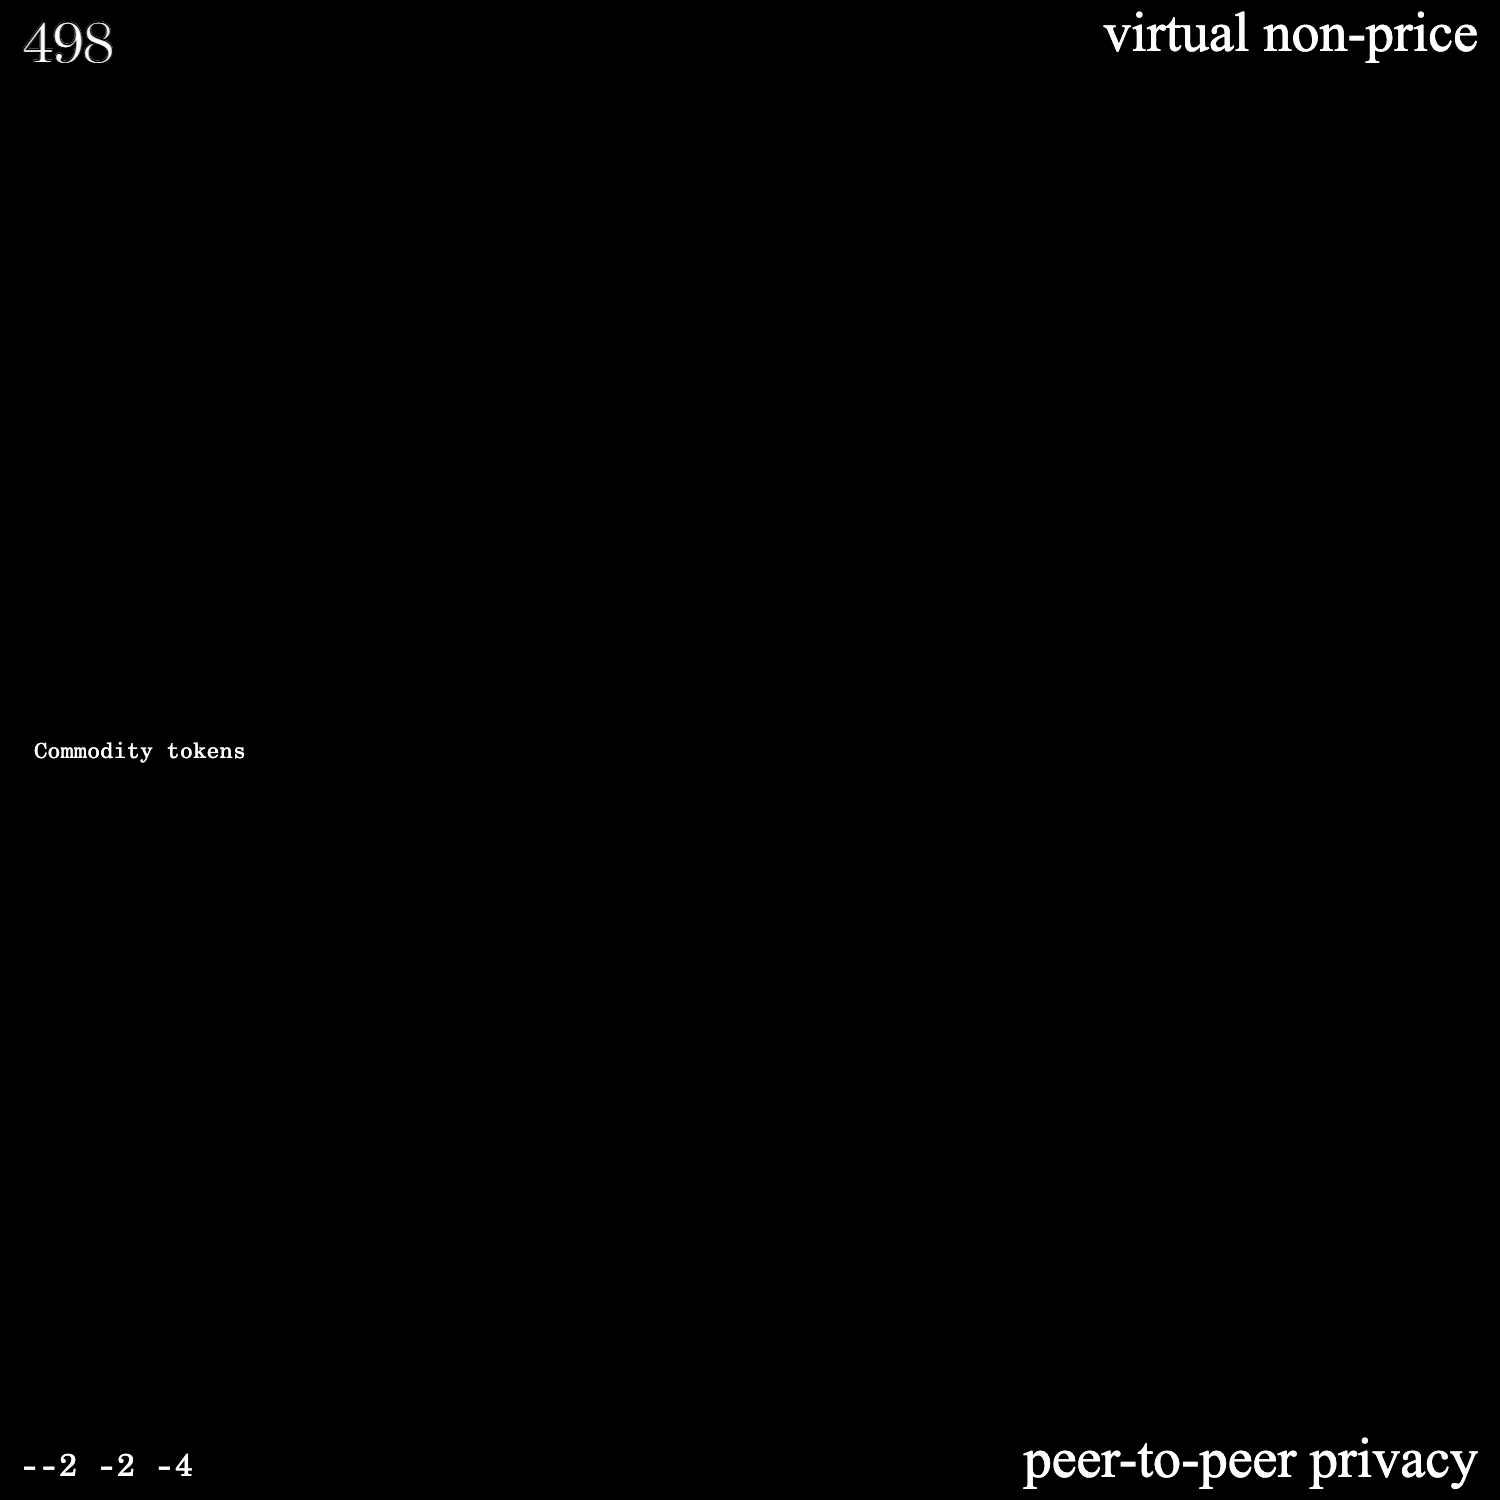 498
virtual non-price
Commodity tokens
--2 -2 -4
peer-to-peer privacy